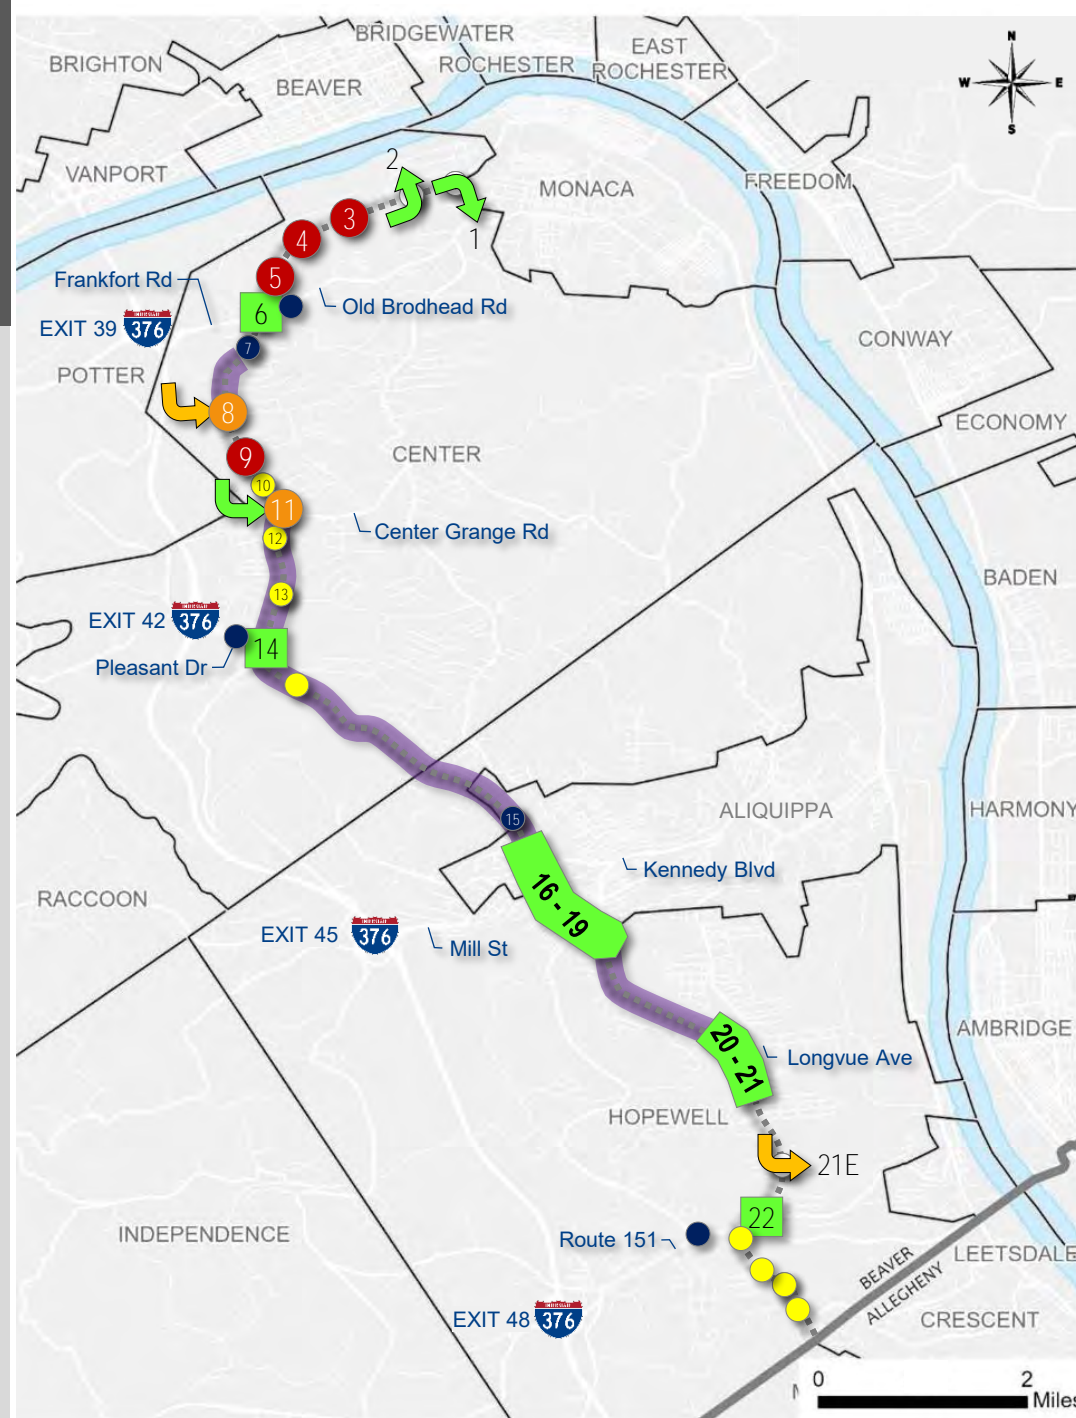 BRIDGEWATER
BRIGHTON
ROCHESTER
EAST
ROCHESTER
BEAVER
N
W
E
S
VANPORT
2
MONACA
FREEDOM
3
4
1
5
Frankfort Rd
6
Old Brodhead Rd
EXIT 39
376
7
CONWAY
POTTER
8
ECONOMY
9
CENTER
10
11
Center Grange Rd
12
BADEN
13
EXIT 42
376
14
Pleasant Dr
15
ALIQUIPPA
HARMONY
Kennedy Blvd
16 - 19
RACCOON
EXIT 45
376
Mill St
AMBRIDGE
20 - 21
Longvue Ave
HOPEWELL
21E
22
INDEPENDENCE
Route 151
LEETSDALE
BEAVER
ALLEGHENY
EXIT 48
376
CRESCENT
0
2
Miles